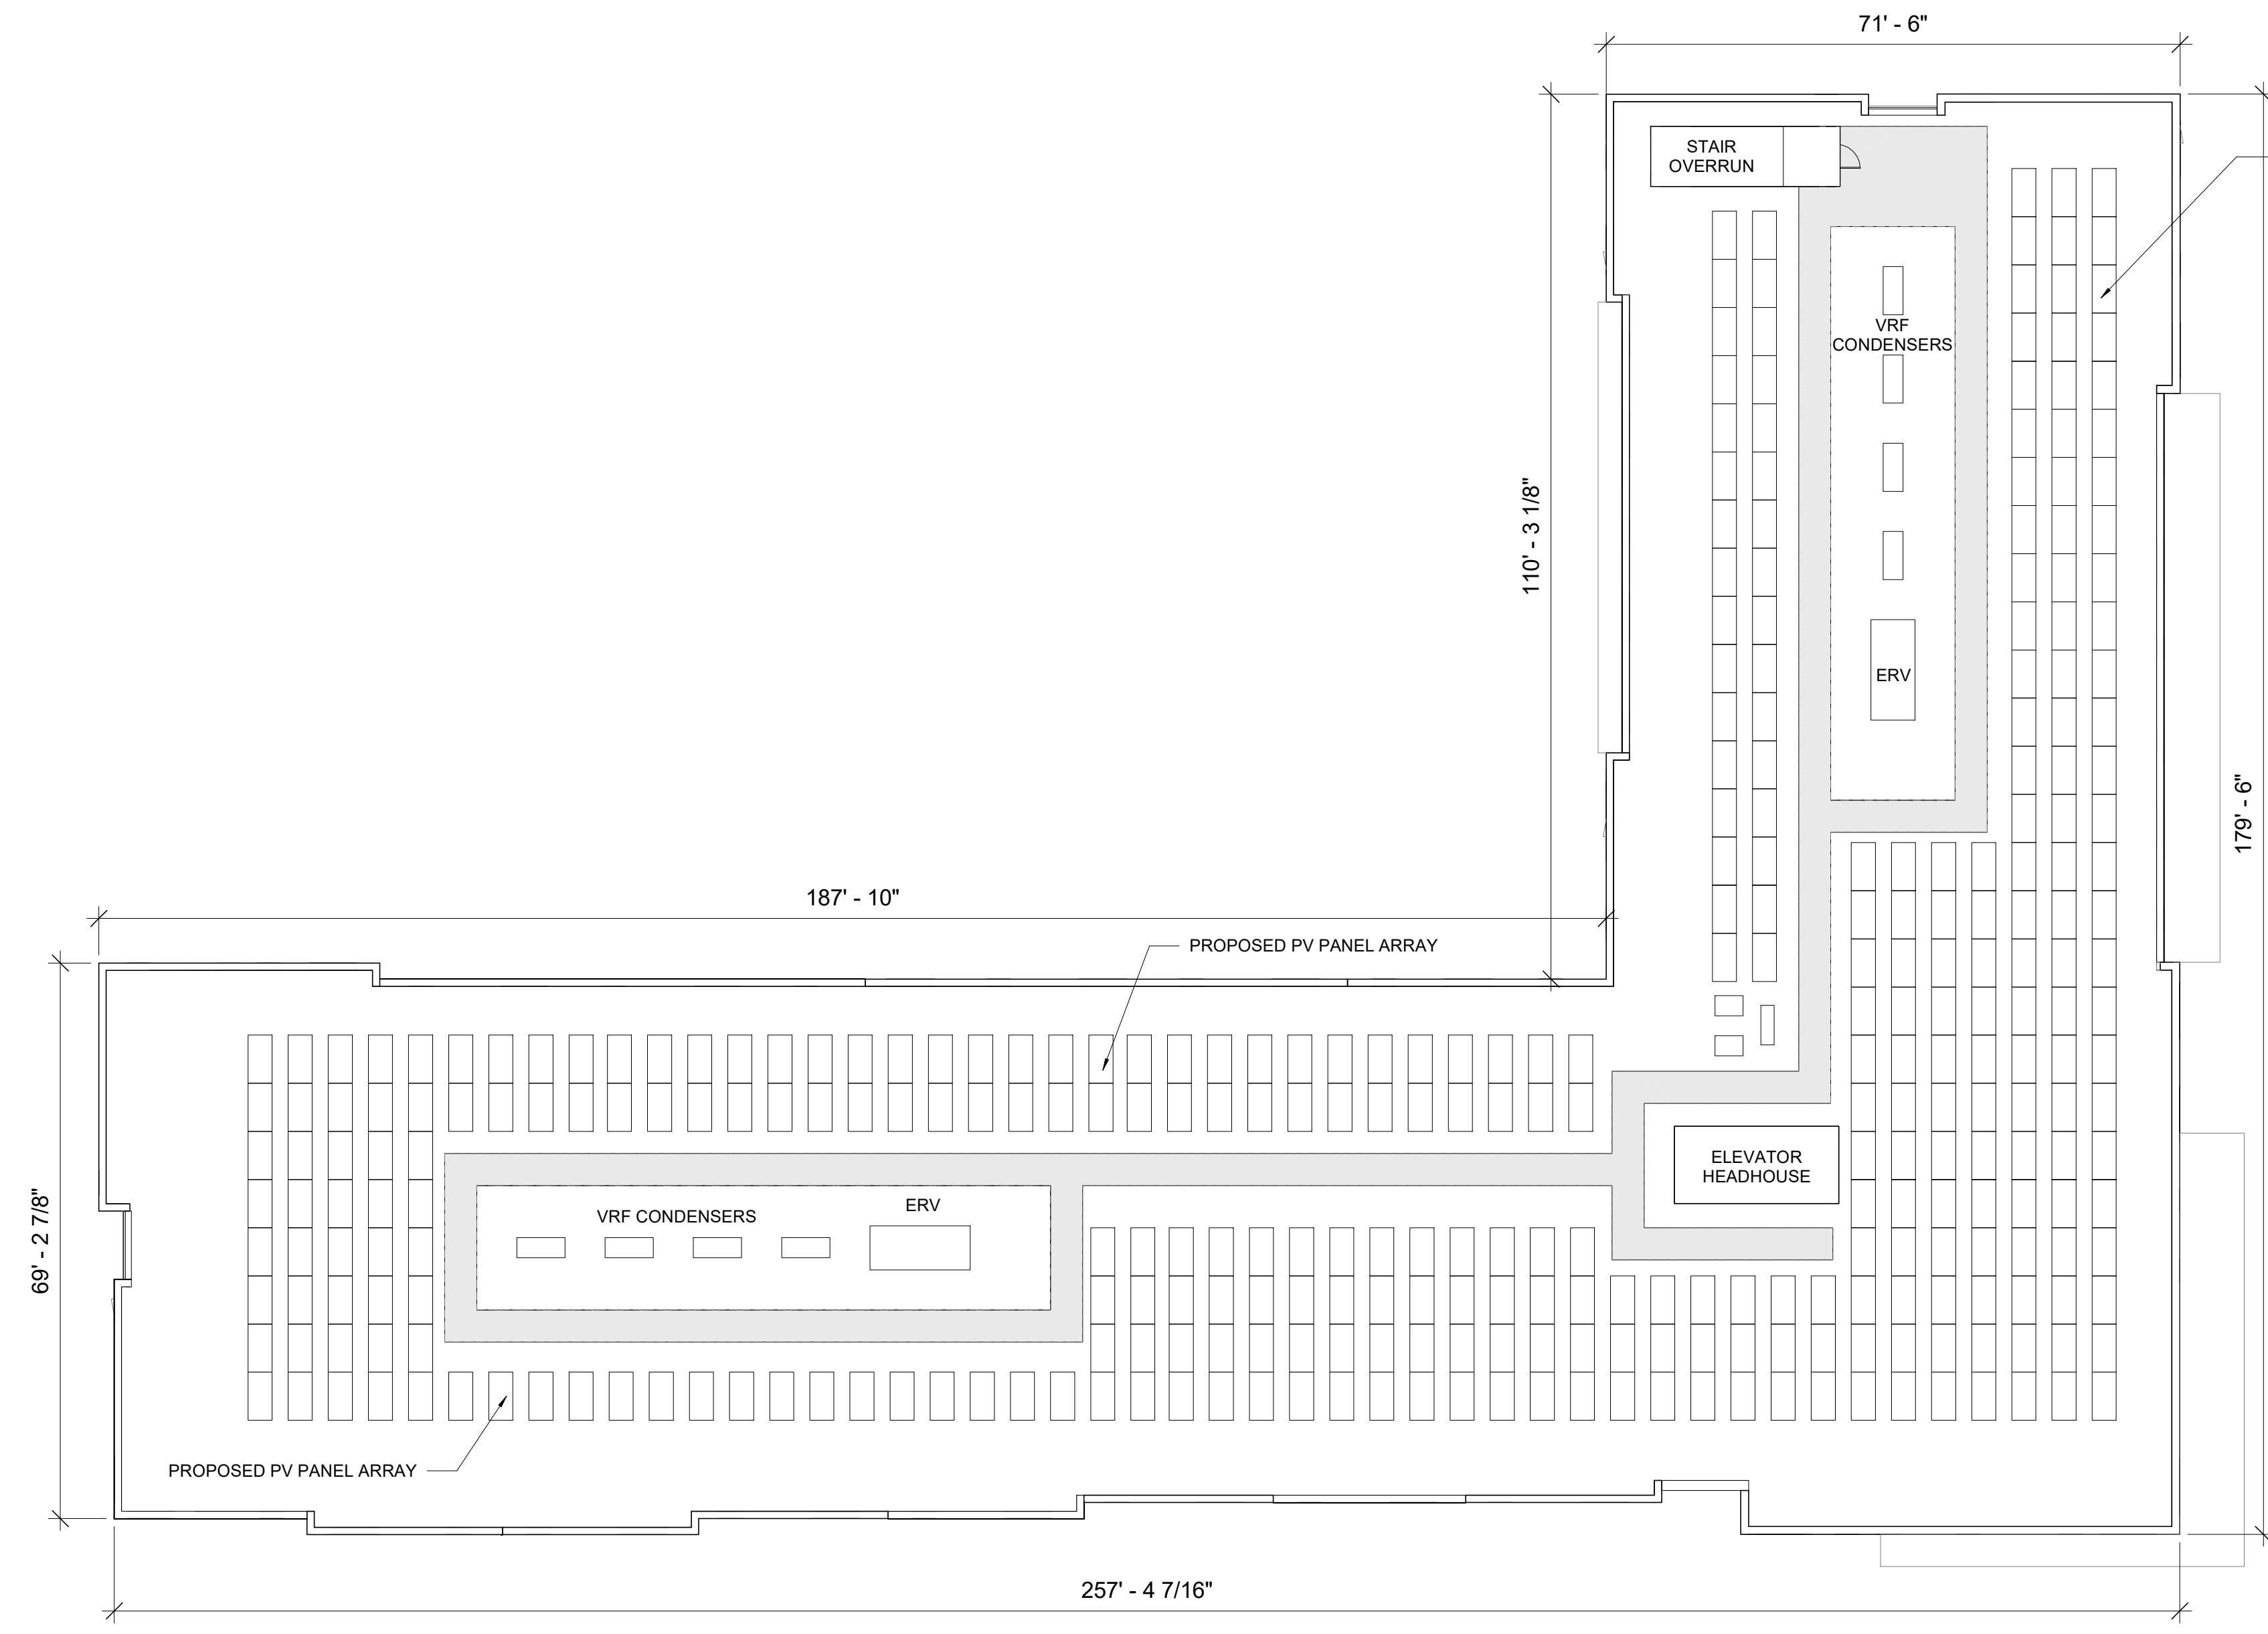 71' - 6"
STAIR
OVERRUN
VRF
CONDENSERS
110' - 3 1/8"
ERV
179' - 6"
187' - 10"
PROPOSED PV PANEL ARRAY
ELEVATOR
HEADHOUSE
69' - 2 7/8"
VRF CONDENSERS
ERV
PROPOSED PV PANEL ARRAY
257' - 4 7/16"